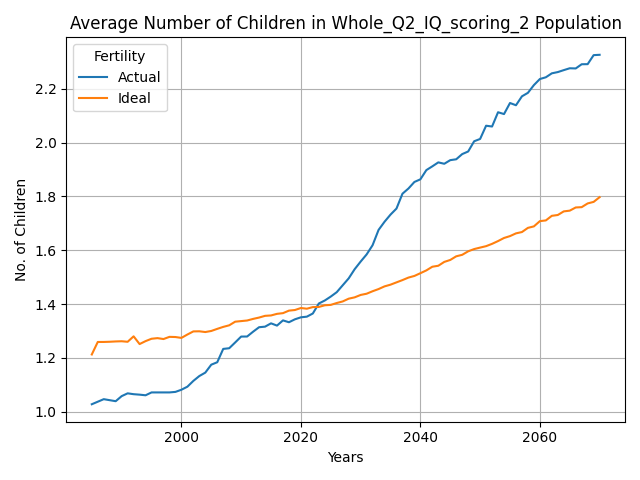 Average Number of Children in Whole_Q2_IQ_scoring_2 Population
Fertility
Actual
Ideal
No. of Children
2.2
2.0
1.8
1.6
1.4
1.2
1.0
2000
2020
2040
2060
Years